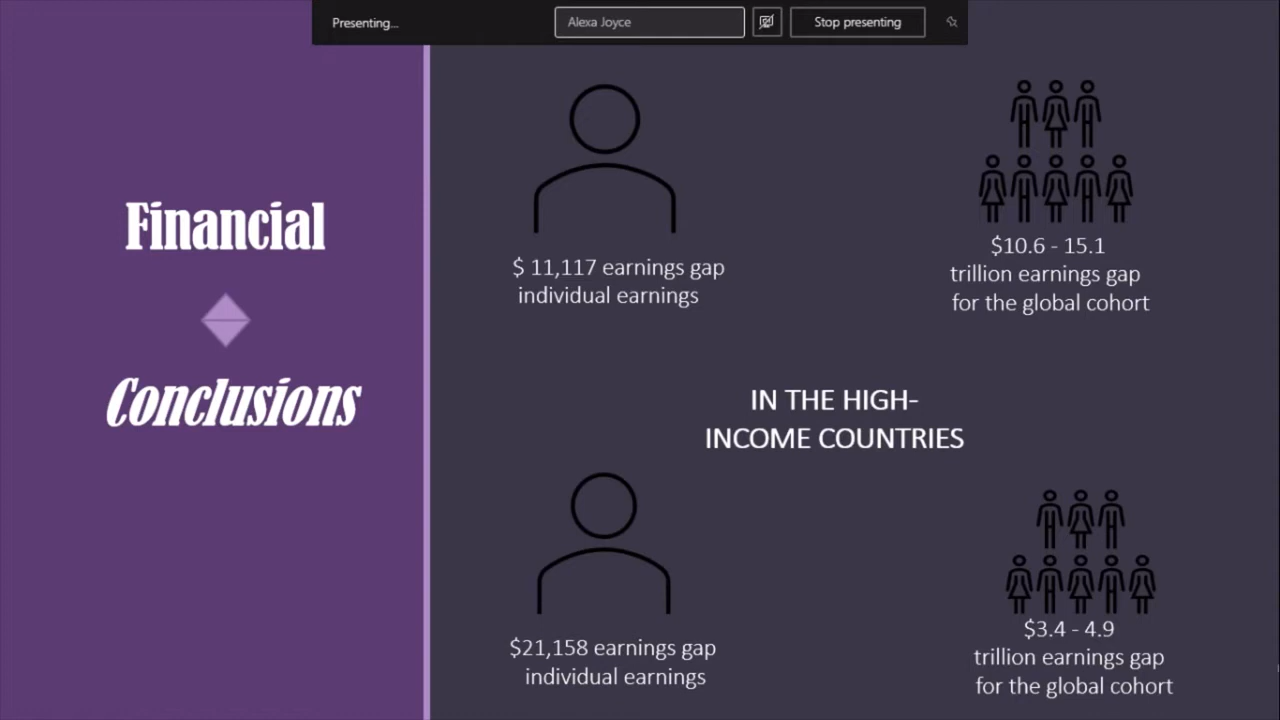 Presenting...
Alexa Joyce
Stop presenting
Financial
Conclusions
$ 11,117 earnings gap
individual earnings
$10.6 - 15.1
trillion earnings gap
for the global cohort
IN THE HIGH-
INCOME COUNTRIES
$21,158 earnings gap
individual earnings
$3.4 - 4.9
trillion earnings gap
for the global cohort